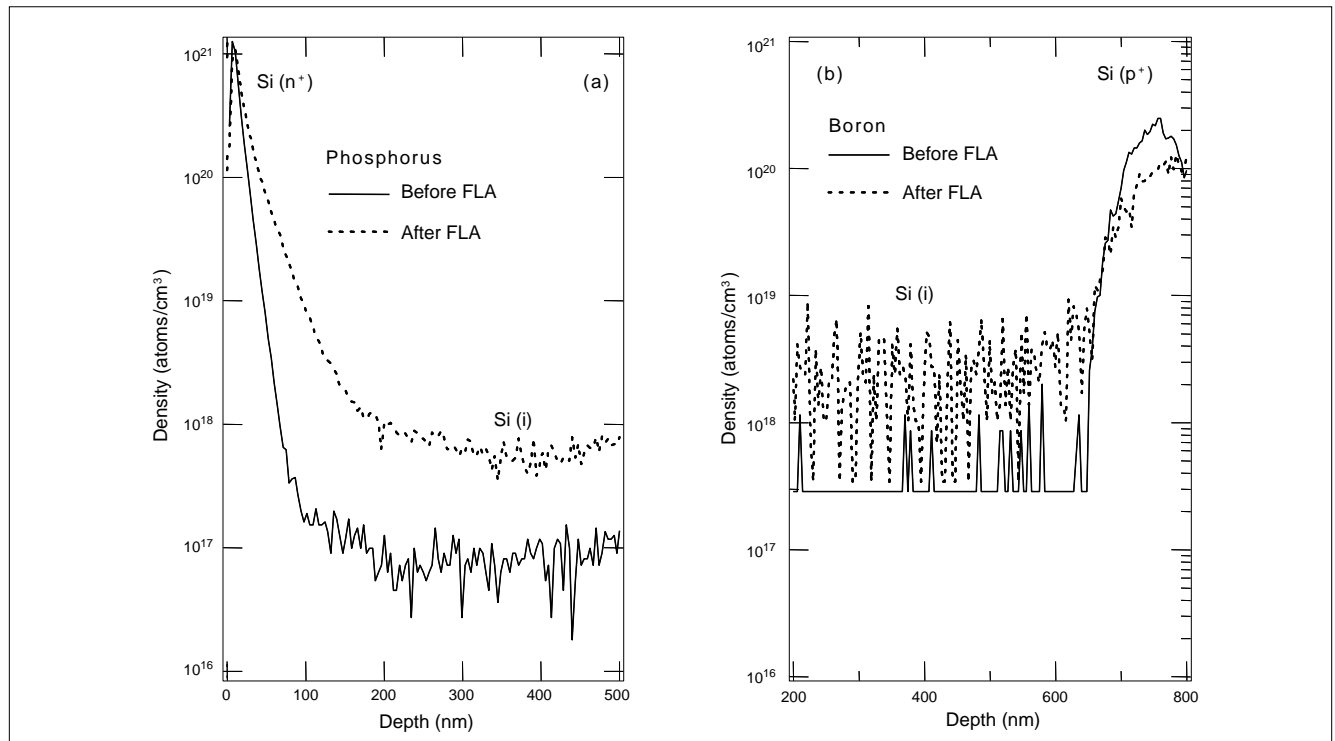 10²¹
10²⁰
10¹⁹
10¹⁸
10¹⁷
10¹⁶
Density (atoms/cm³)
Si (n⁺)
(a)
Phosphorus
Before FLA
After FLA
Si (i)
0
100
200
300
400
500
Depth (nm)
10²¹
10²⁰
10¹⁹
10¹⁸
10¹⁷
10¹⁶
Density (atoms/cm³)
(b)
Si (p⁺)
Boron
Before FLA
After FLA
Si (i)
200
400
600
800
Depth (nm)